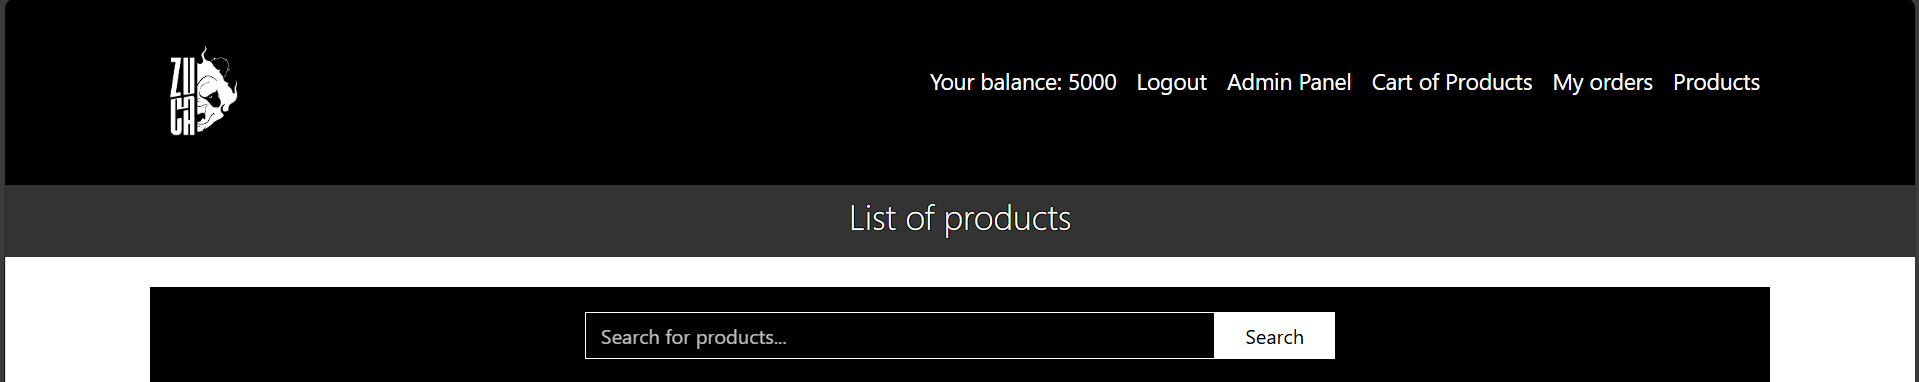 ZU
CA
Your balance: 5000 Logout Admin Panel Cart of Products My orders Products
List of products
Search for products... Search